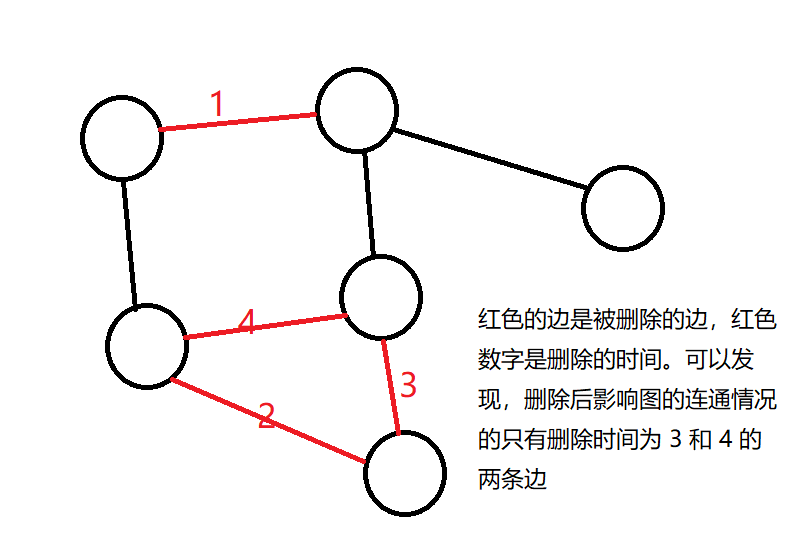 1
4
3
2
红色的边是被删除的边，红色
数字是删除的时间。可以发
现，删除后影响图的连通情况
的只有删除时间为 3 和 4 的
两条边